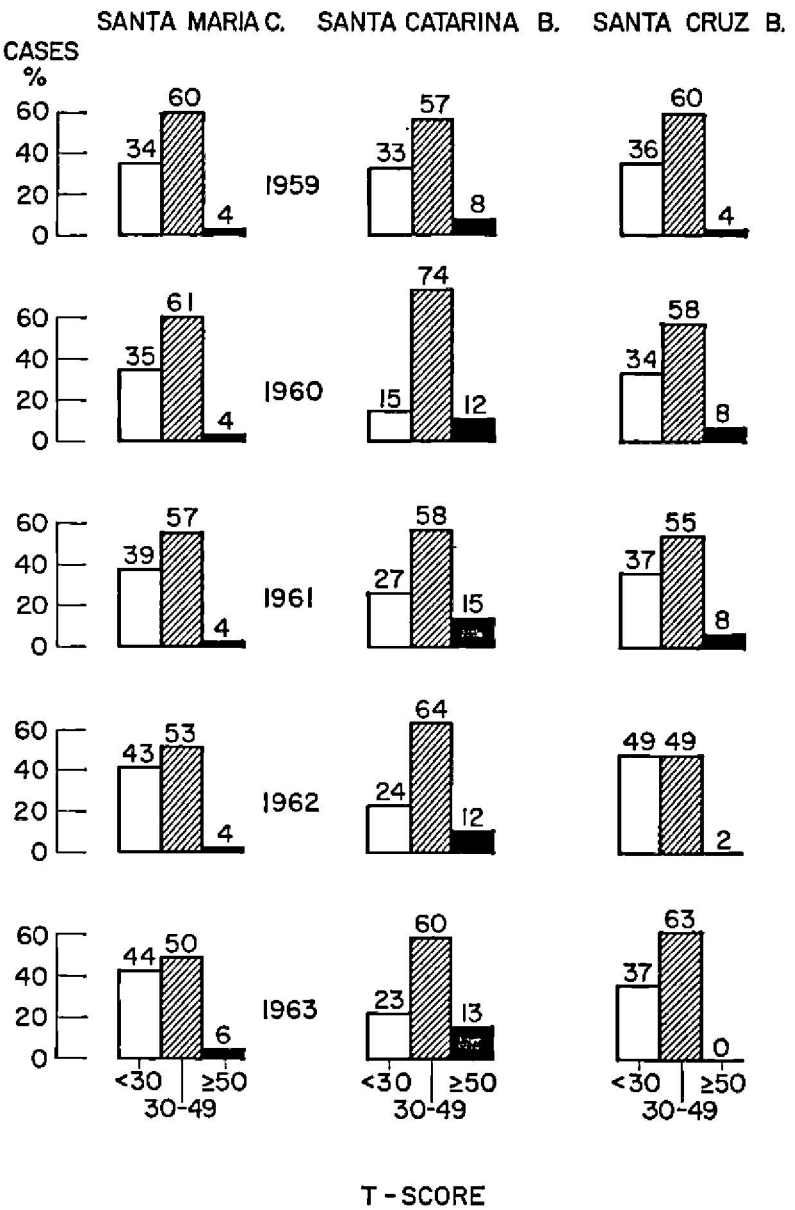 SANTA MARIA C. SANTA CATARINA B. SANTA CRUZ B.
CASES
%
60 60 57 60
40 34 33 36
20 1959
0 4 8 4
60 61 74 58
40 35 34
20 1960 15 12
0 4 8
60 57 58 55
40 39 27 37
20 1961 15
0 4 8
60 53 64 49 49
40 43 24
20 1962 12
0 4 2
60 50 60 63
40 44 23 37
20 1963 13
0 6 0
<30 ≥50 <30 ≥50 <30 ≥50
30-49 30-49 30-49
T - SCORE